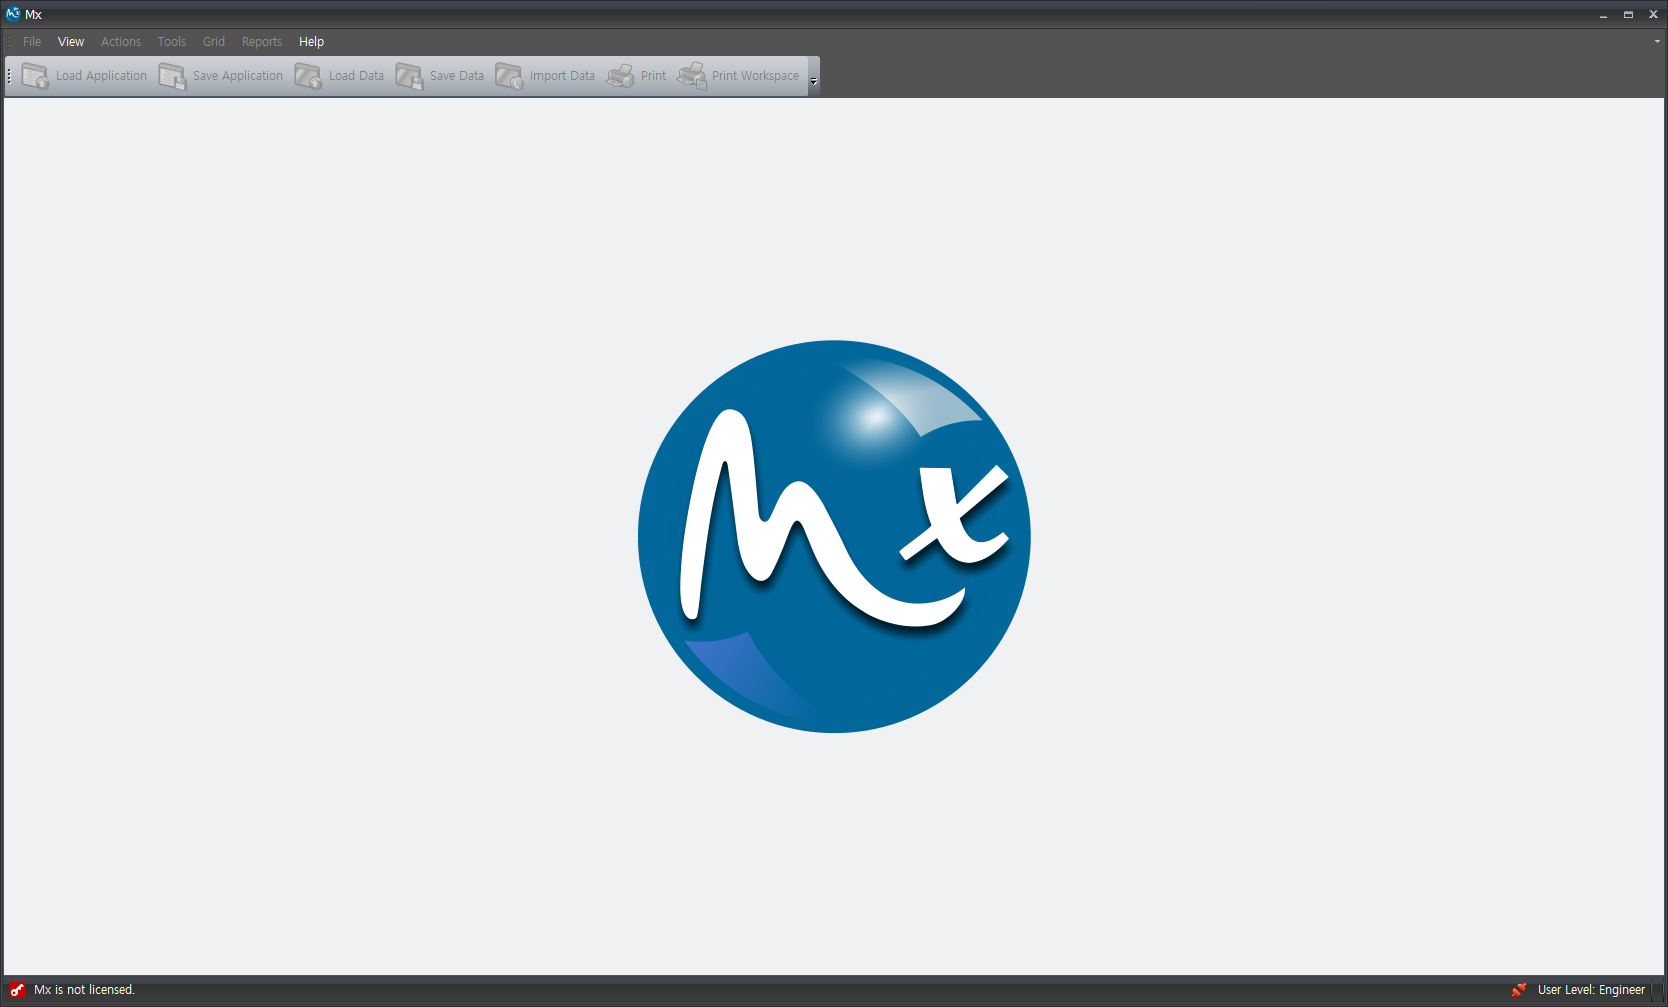 Mx
File View Actions Tools Grid Reports Help
Load Application Save Application Load Data Save Data Import Data Print Print Workspace
Mx
Mx is not licensed. User Level: Engineer